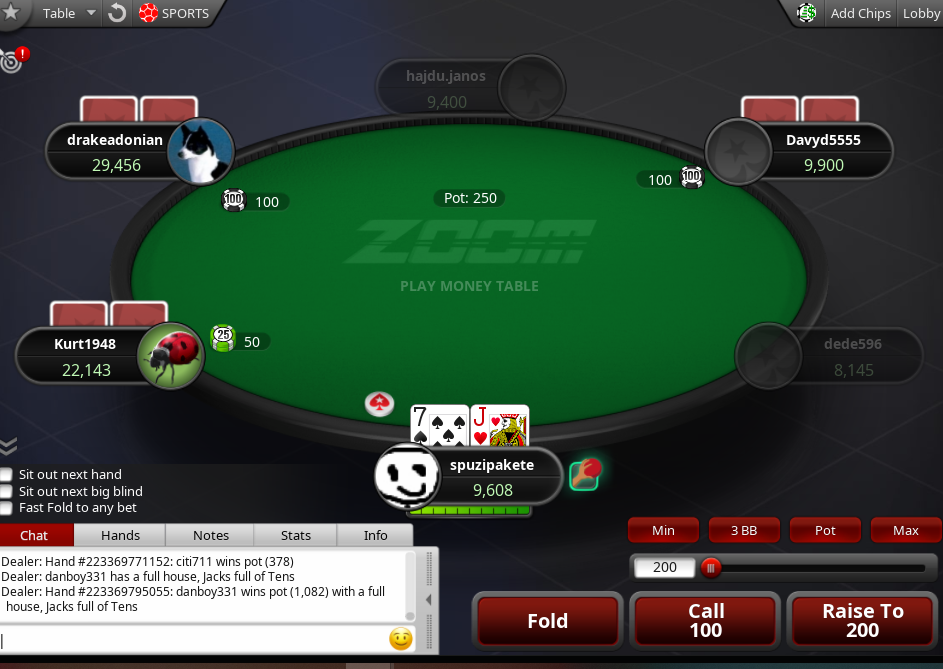 Table
SPORTS
Add Chips
Lobby
!
hajdu.janos
9,400
drakeadonian
29,456
Davyd5555
9,900
100
100
100
100
Pot: 250
ZOOM
PLAY MONEY TABLE
Kurt1948
22,143
25
50
dede596
8,145
7
J
spuzipakete
9,608
Sit out next hand
Sit out next big blind
Fast Fold to any bet
Chat
Hands
Notes
Stats
Info
Dealer: Hand #223369771152: citi711 wins pot (378)
Dealer: danboy331 has a full house, Jacks full of Tens
Dealer: Hand #223369795055: danboy331 wins pot (1,082) with a full
house, Jacks full of Tens
Min
3 BB
Pot
Max
200
Fold
Call
100
Raise To
200